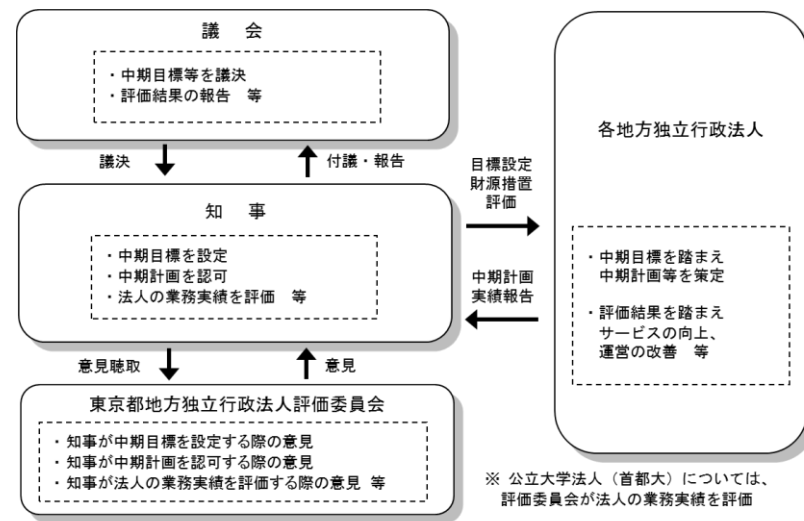 議 会
・中期目標等を議決
・評価結果の報告 等
議決
付議・報告
知 事
・中期目標を設定
・中期計画を認可
・法人の業務実績を評価 等
意見聴取
意見
東京都地方独立行政法人評価委員会
・知事が中期目標を設定する際の意見
・知事が中期計画を認可する際の意見
・知事が法人の業務実績を評価する際の意見 等
目標設定
財源措置
評価
中期計画
実績報告
各地方独立行政法人
・中期目標を踏まえ
中期計画等を策定
・評価結果を踏まえ
サービスの向上、
運営の改善 等
※ 公立大学法人（首都大）については、
評価委員会が法人の業務実績を評価